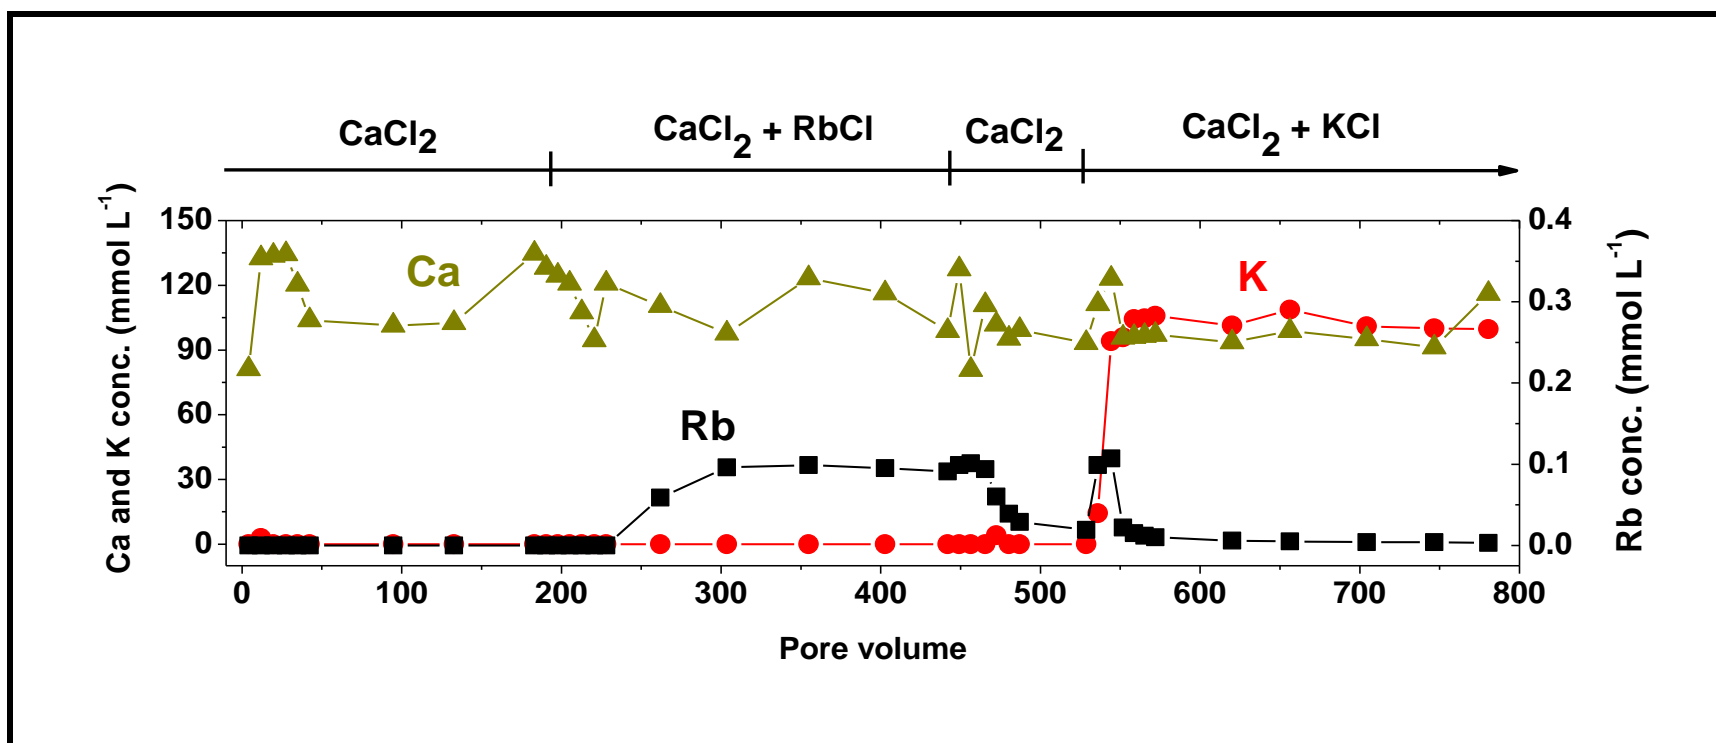 CaCl2
CaCl2 + RbCl
CaCl2
CaCl2 + KCl
Ca and K conc. (mmol L-1)
150
120
90
60
30
0
Ca
Rb
K
0.4
0.3
0.2
0.1
0.0
Rb conc. (mmol L-1)
0 100 200 300 400 500 600 700 800
Pore volume